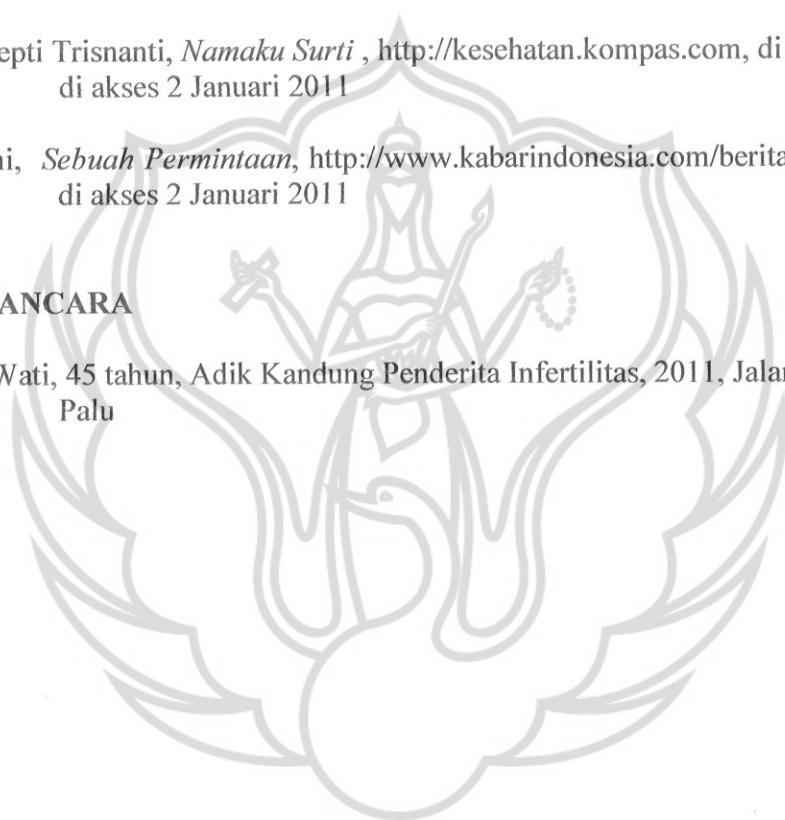 epti Trisnanti, Namaku Surti , http://kesehatan.kompas.com, di
di akses 2 Januari 2011
ni, Sebuah Permintaan, http://www.kabarindonesia.com/berita
di akses 2 Januari 2011
ANCARA
Wati, 45 tahun, Adik Kandung Penderita Infertilitas, 2011, Jalan
Palu